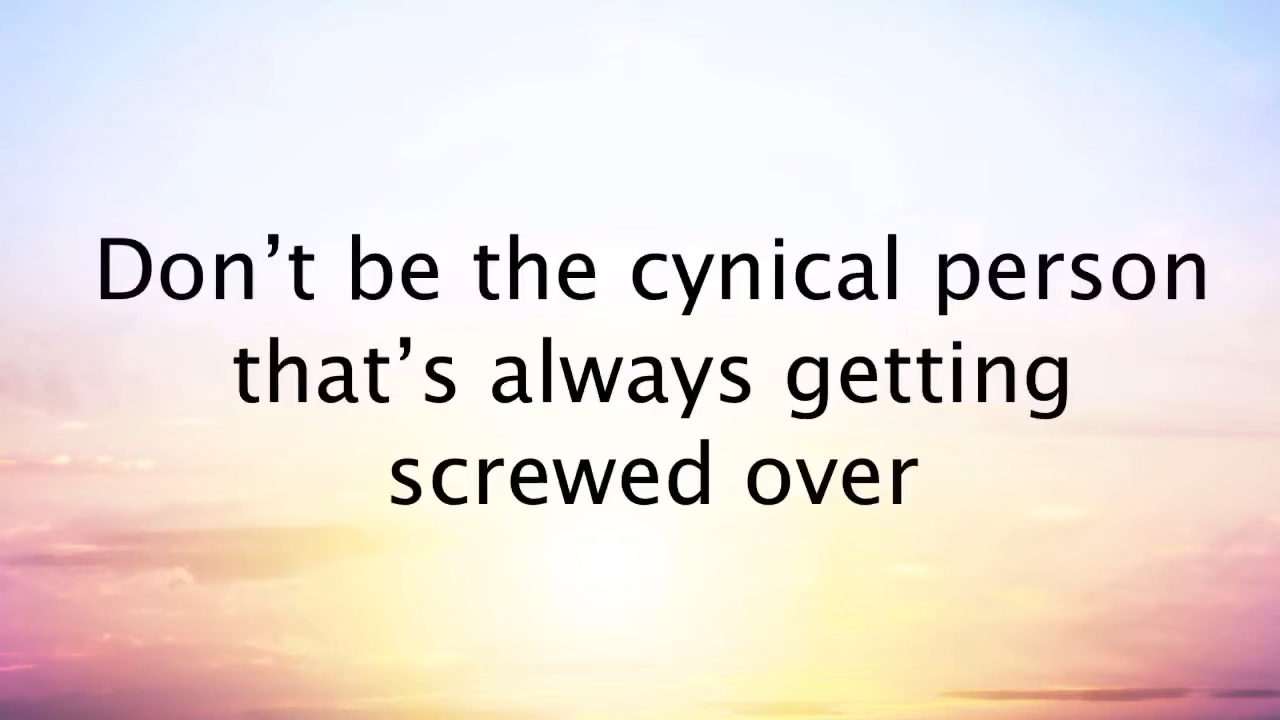 Don’t be the cynical person
that’s always getting
screwed over